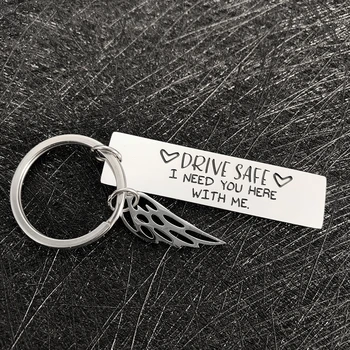 ♡DRIVE SAFE♡
I NEED YOU HERE
WITH ME.